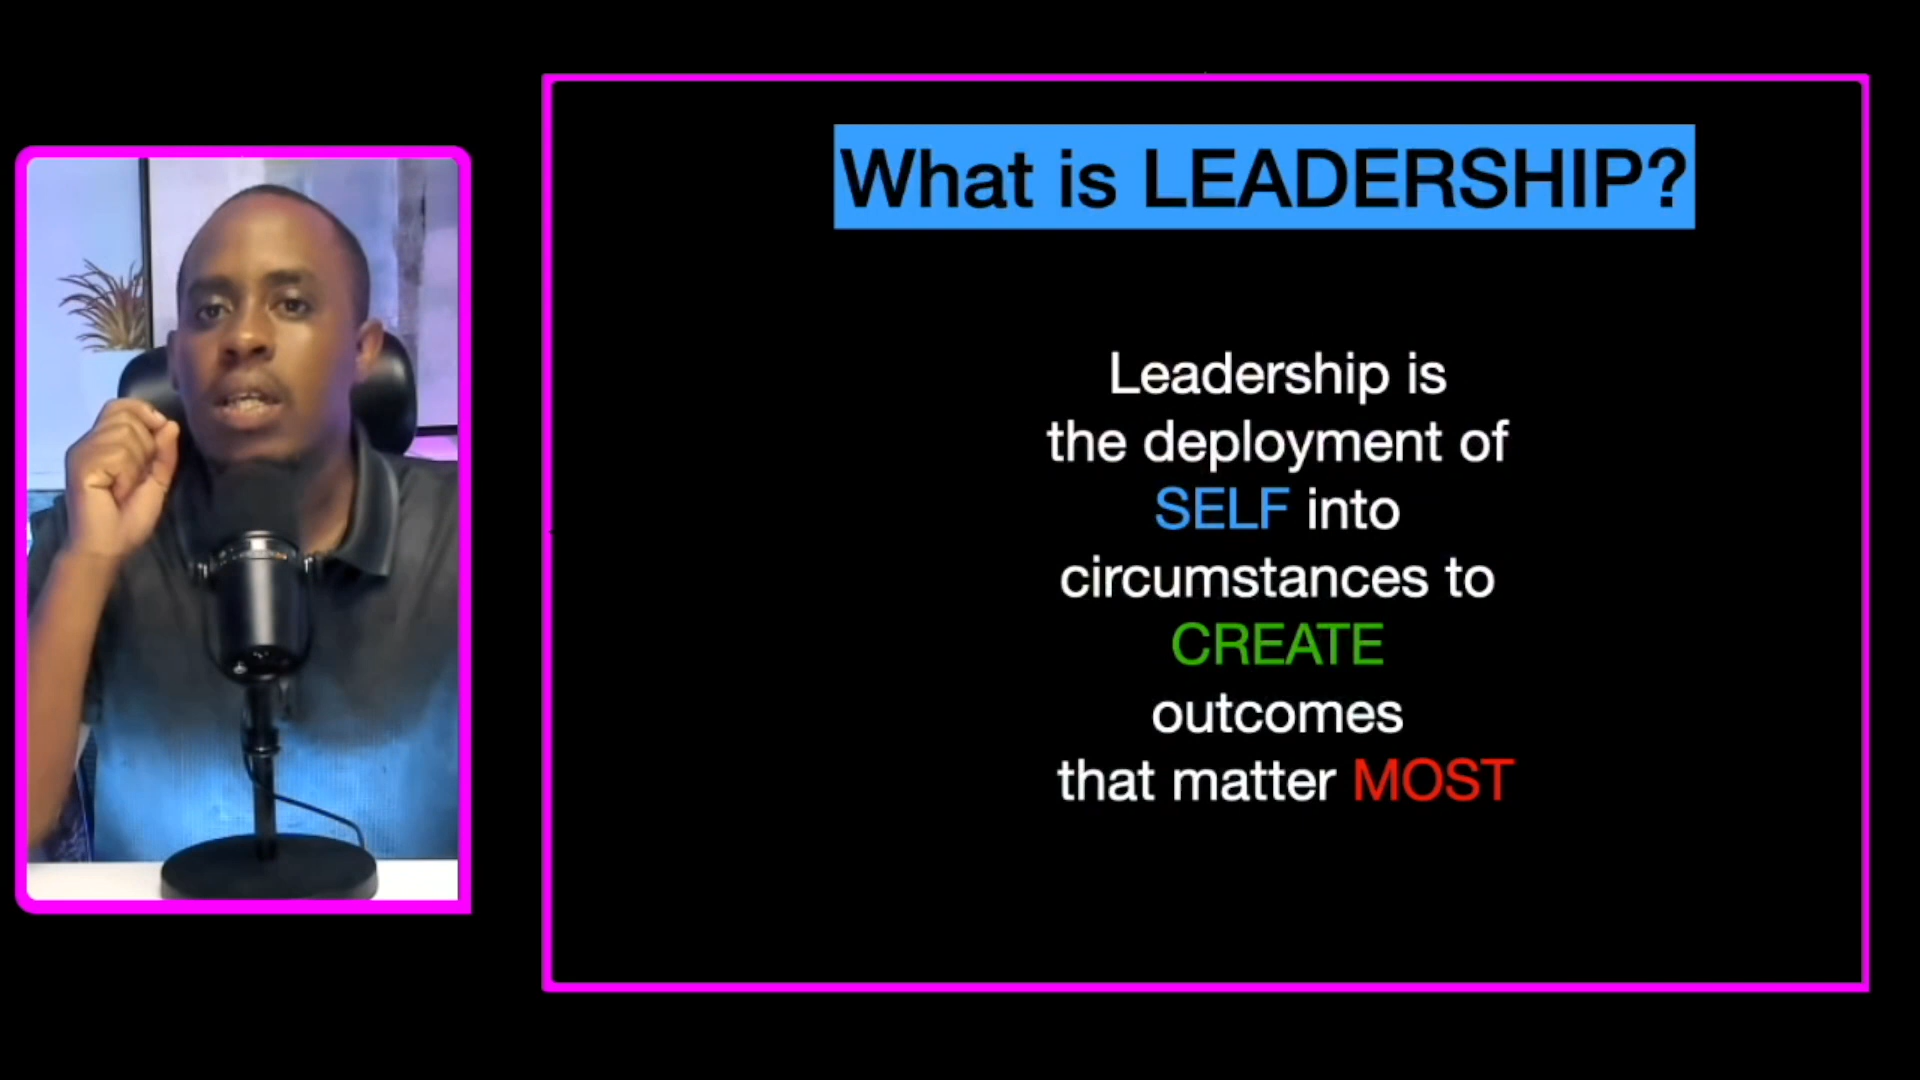 What is LEADERSHIP?
Leadership is
the deployment of
SELF into
circumstances to
CREATE
outcomes
that matter MOST